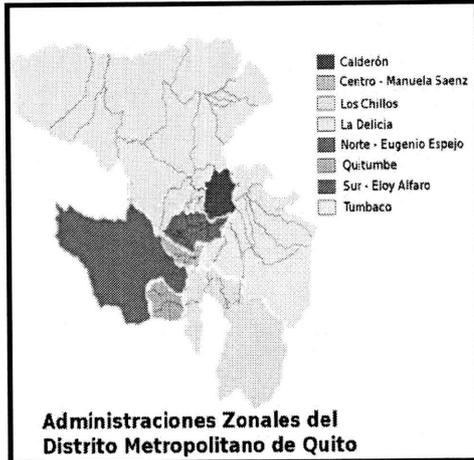 Calderón
Centro - Manuela Saenz
Los Chillos
La Delicia
Norte - Eugenio Espejo
Quitumbe
Sur - Eloy Alfaro
Tumbaco
Administraciones Zonales del
Distrito Metropolitano de Quito